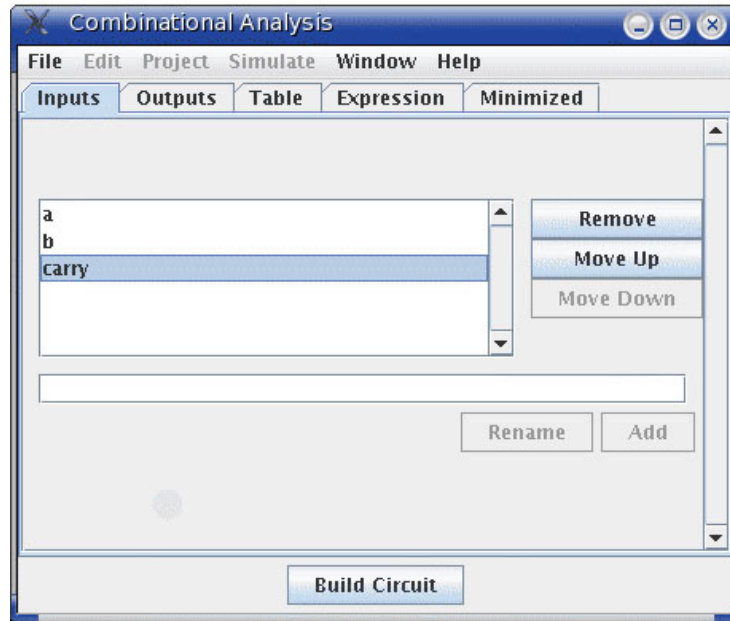 Combinational Analysis
File Edit Project Simulate Window Help
Inputs Outputs Table Expression Minimized
a
b
carry
Remove
Move Up
Move Down
Rename Add
Build Circuit